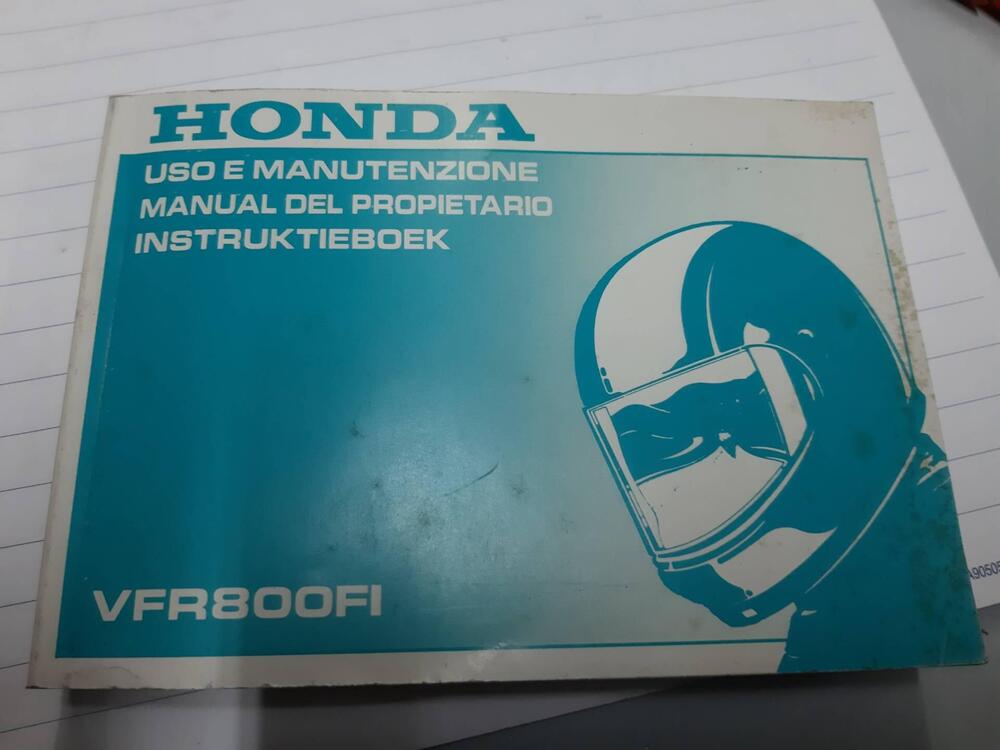 HONDA
USO E MANUTENZIONE
MANUAL DEL PROPIETARIO
INSTRUKTIEBOEK
VFR800FI